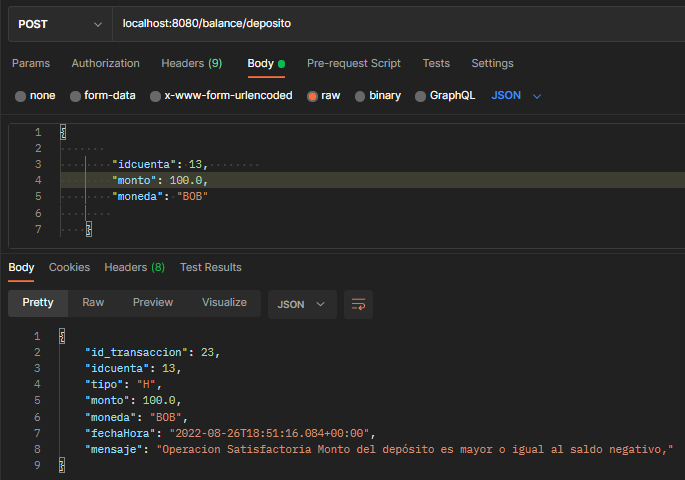 POST localhost:8080/balance/deposito
Params Authorization Headers (9) Body Pre-request Script Tests Settings
none form-data x-www-form-urlencoded raw binary GraphQL JSON
1 {
2
3 "idcuenta": 13,
4 "monto": 100.0,
5 "moneda": "BOB"
6
7 }
Body Cookies Headers (8) Test Results
Pretty Raw Preview Visualize JSON
1 {
2 "id_transaccion": 23,
3 "idcuenta": 13,
4 "tipo": "H",
5 "monto": 100.0,
6 "moneda": "BOB",
7 "fechaHora": "2022-08-26T18:51:16.084+00:00",
8 "mensaje": "Operacion Satisfactoria Monto del depósito es mayor o igual al saldo negativo,"
9 }